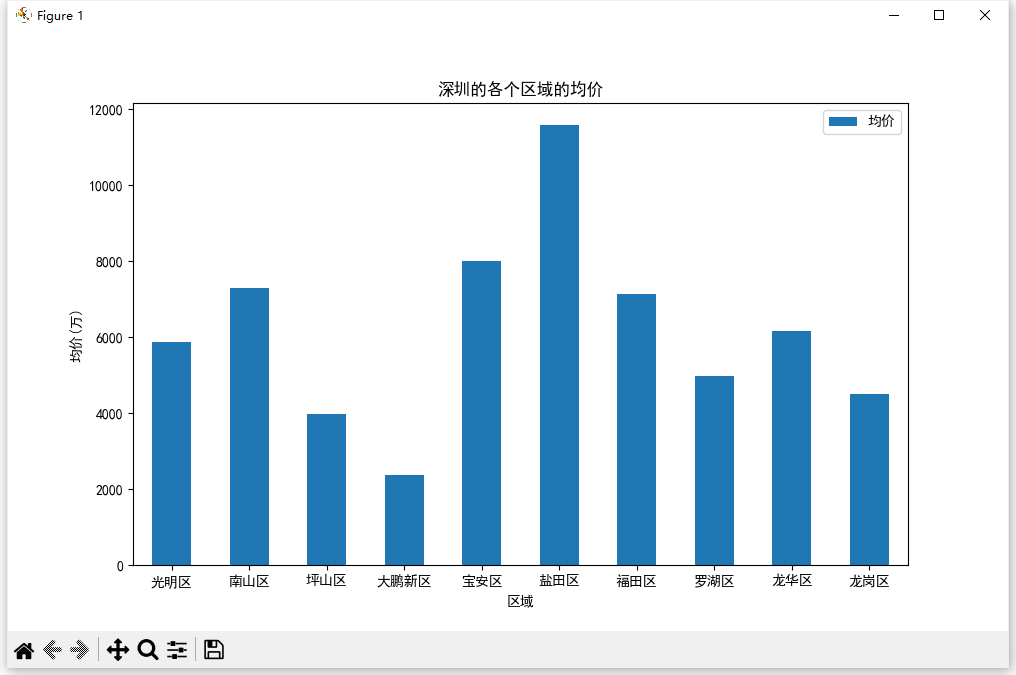 Figure 1
深圳的各个区域的均价
均价
均价(万)
12000
10000
8000
6000
4000
2000
0
光明区 南山区 坪山区 大鹏新区 宝安区 盐田区 福田区 罗湖区 龙华区 龙岗区
区域